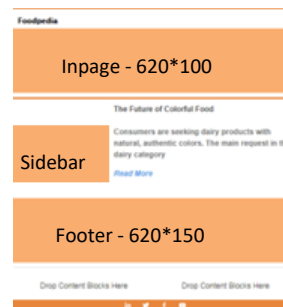 Foodpedia
Inpage - 620*100
The Future of Colorful Food
Consumers are seeking dairy products with
natural, authentic colors. The main request in t
dairy category
Sidebar
Read More
Footer - 620*150
Drop Content Blocks Here Drop Content Blocks Here